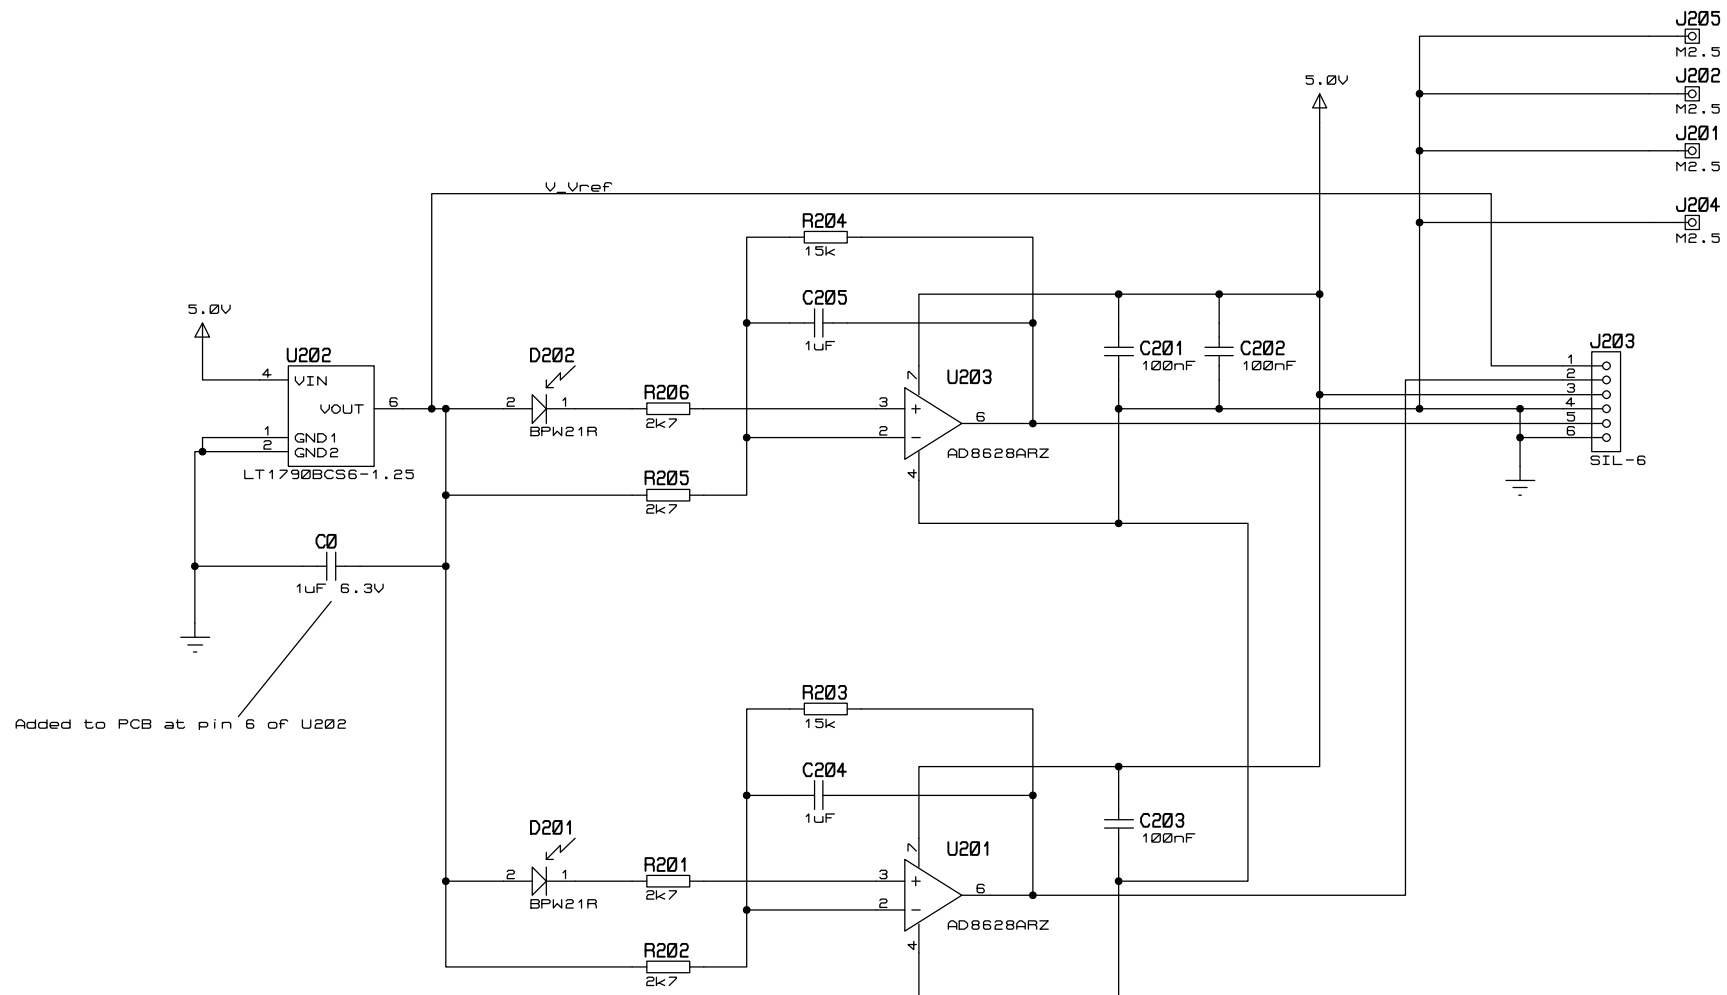 J205
M2.5
J202
M2.5
5.0V
J201
M2.5
V_Vref
J204
M2.5
R204
15k
5.0V
C205
1uF
U202
4 VIN
VOUT 6
1 GND1
2 GND2
LT1790BCS6-1.25
D202
2 1
BPW21R
R206
2k7
R205
2k7
U203
7
3 +
2 -
6
4
AD8628ARZ
C201
100nF
C202
100nF
J203
1
2
3
4
5
6
SIL-6
C0
1uF 6.3V
Added to PCB at pin 6 of U202
R203
15k
C204
1uF
D201
2 1
BPW21R
R201
2k7
R202
2k7
U201
7
3 +
2 -
6
4
AD8628ARZ
C203
100nF